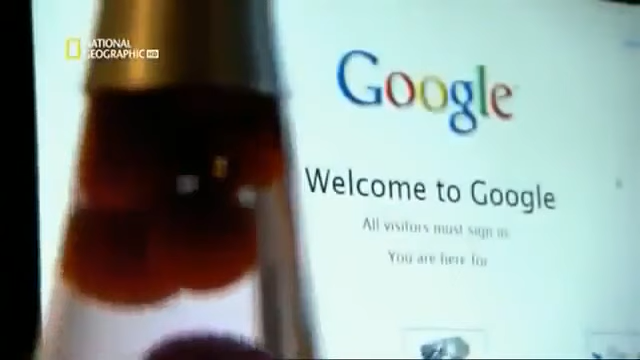 NATIONAL
GEOGRAPHIC HD
Google
Welcome to Google
All visitors must sign in
You are here for